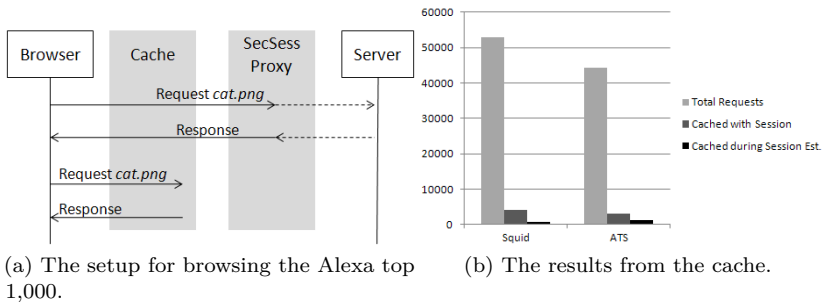 Browser
Cache
SecSess
Proxy
Server
Request cat.png
Response
Request cat.png
Response
(a) The setup for browsing the Alexa top
1,000.
60000
50000
40000
30000
20000
10000
0
Squid
ATS
Total Requests
Cached with Session
Cached during Session Est.
(b) The results from the cache.